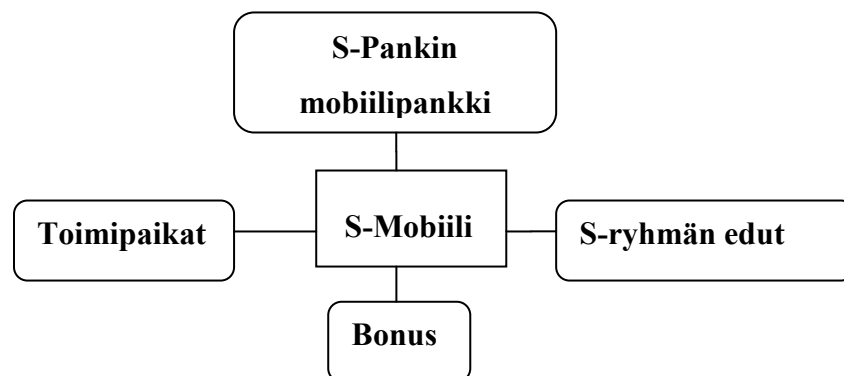 S-Pankin
mobiilipankki
Toimipaikat
S-Mobiili
S-ryhmän edut
Bonus